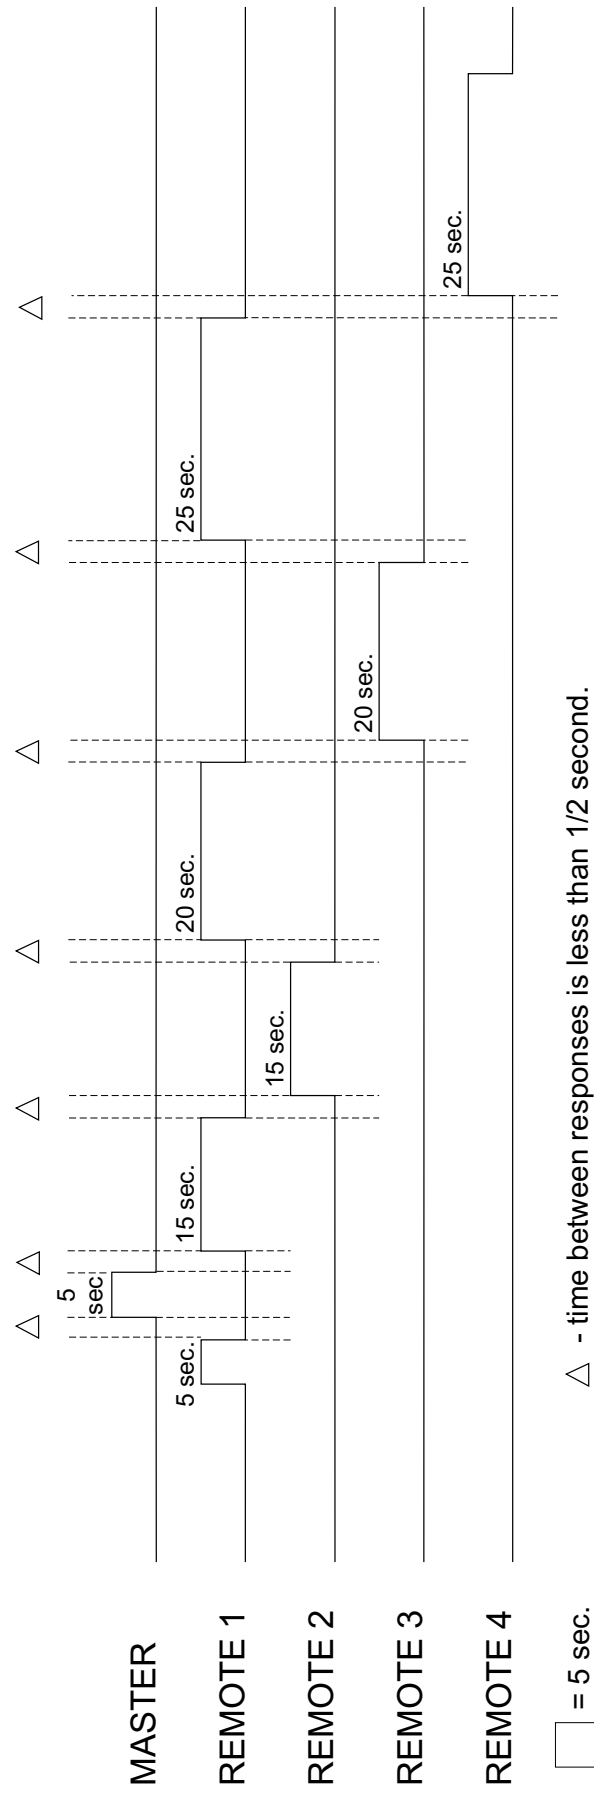 MASTER
5
sec
REMOTE 1
5 sec.
15 sec.
20 sec.
25 sec.
REMOTE 2
15 sec.
REMOTE 3
20 sec.
REMOTE 4
25 sec.
= 5 sec.
△ - time between responses is less than 1/2 second.